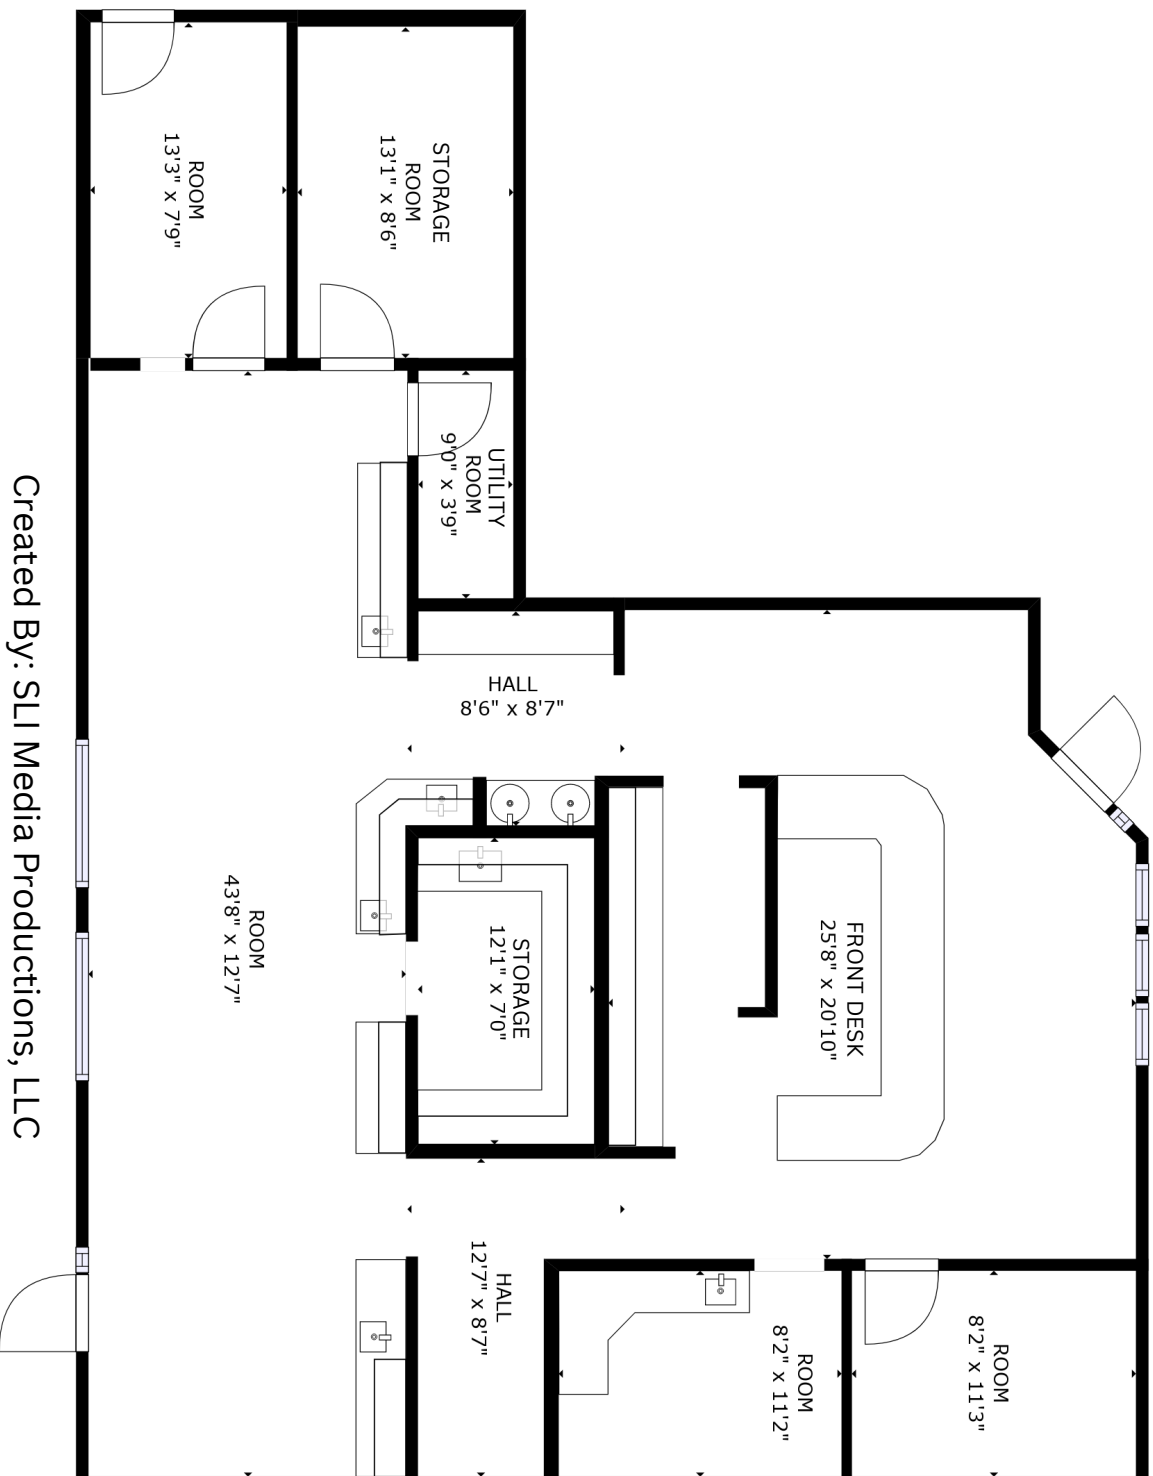 ROOM
13'3" x 7'9"
STORAGE
ROOM
13'1" x 8'6"
UTILITY
ROOM
9'0" x 3'9"
HALL
8'6" x 8'7"
ROOM
43'8" x 12'7"
STORAGE
12'1" x 7'0"
FRONT DESK
25'8" x 20'10"
HALL
12'7" x 8'7"
ROOM
8'2" x 11'2"
ROOM
8'2" x 11'3"
Created By: SLI Media Productions, LLC